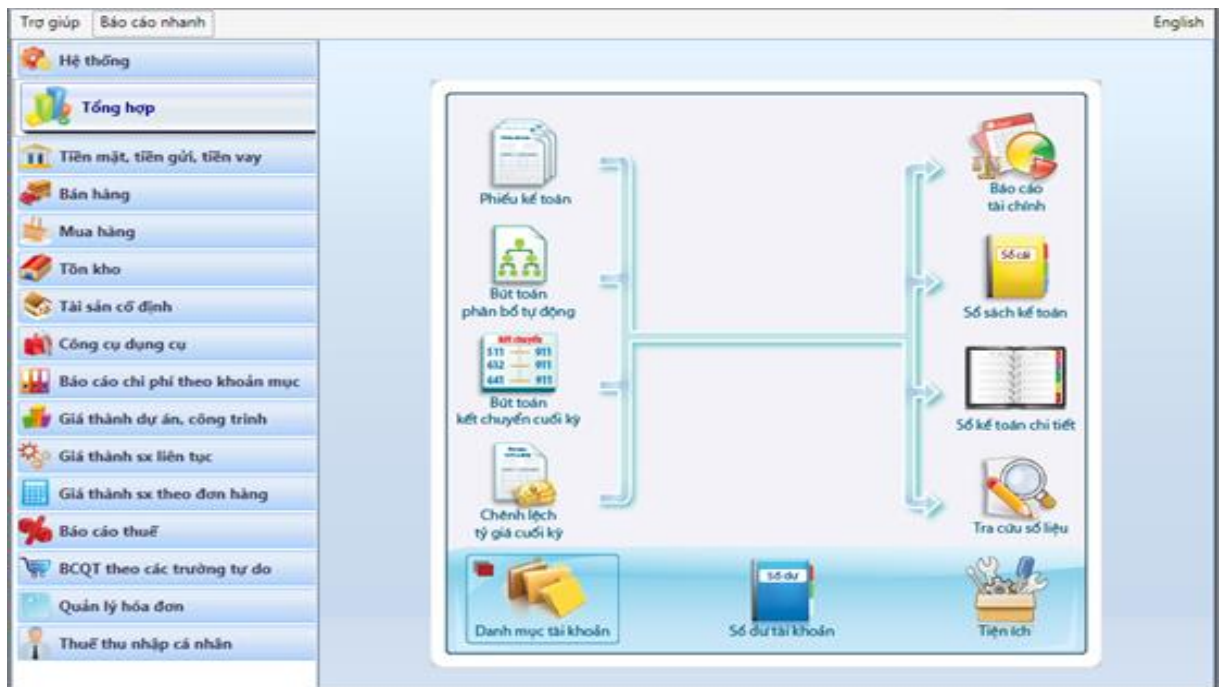 Trợ giúp Báo cáo nhanh English
Hệ thống
Tổng hợp
Tiền mặt, tiền gửi, tiền vay
Bán hàng
Mua hàng
Tồn kho
Tài sản cố định
Công cụ dụng cụ
Báo cáo chi phí theo khoản mục
Giá thành dự án, công trình
Giá thành sx liên tục
Giá thành sx theo đơn hàng
Báo cáo thuế
BCQT theo các trường tự do
Quản lý hóa đơn
Thuế thu nhập cá nhân
Phiếu kế toán
Bút toán
phân bổ tự động
Kết chuyển
511 911
632 911
641 911
Bút toán
kết chuyển cuối kỳ
Chênh lệch
tỷ giá cuối kỳ
Báo cáo
tài chính
Sổ cái
Sổ sách kế toán
Sổ kế toán chi tiết
Tra cứu số liệu
Danh mục tài khoản
Số dư
Số dư tài khoản
Tiện ích